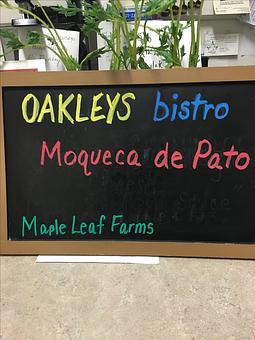 OAKLEYS bistro
Moqueca de Pato
Maple Leaf Farms